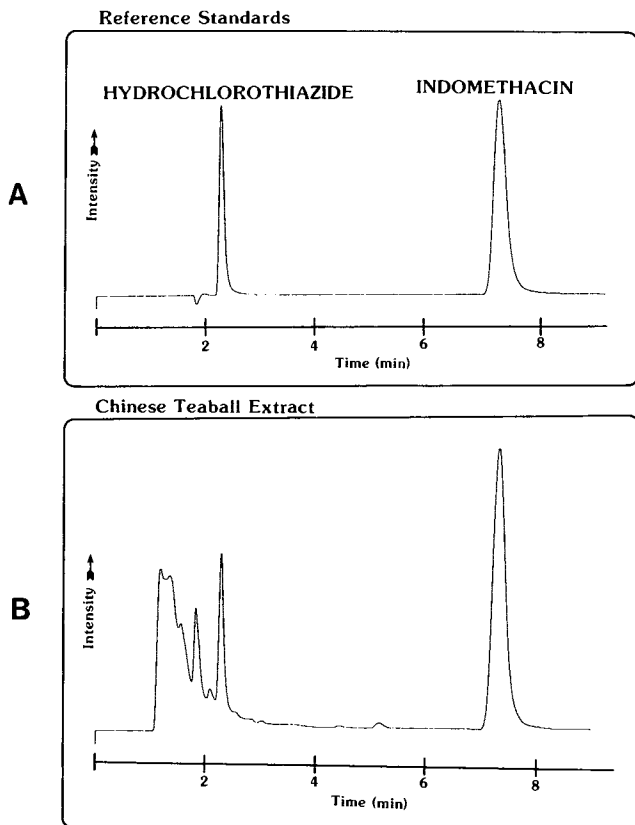 Reference Standards
HYDROCHLOROTHIAZIDE
INDOMETHACIN
A
Intensity
2
4
6
8
Time (min)
Chinese Teaball Extract
B
Intensity
2
4
6
8
Time (min)